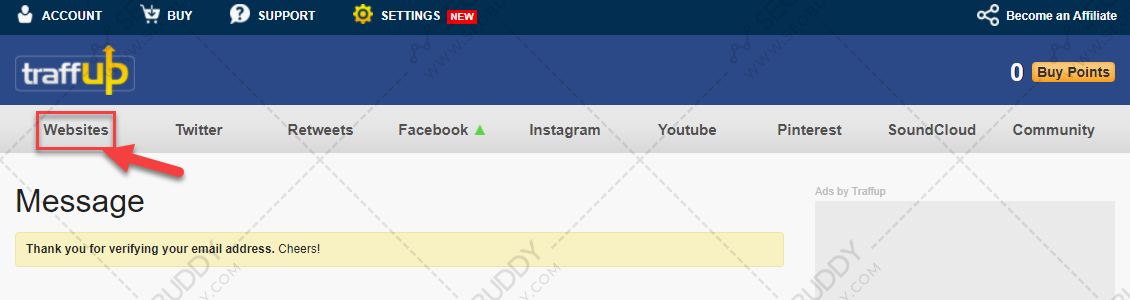 ACCOUNT BUY SUPPORT SETTINGS NEW Become an Affiliate
traffup 0 Buy Points
Websites Twitter Retweets Facebook Instagram Youtube Pinterest SoundCloud Community
Ads by Traffup
Message
Thank you for verifying your email address. Cheers!